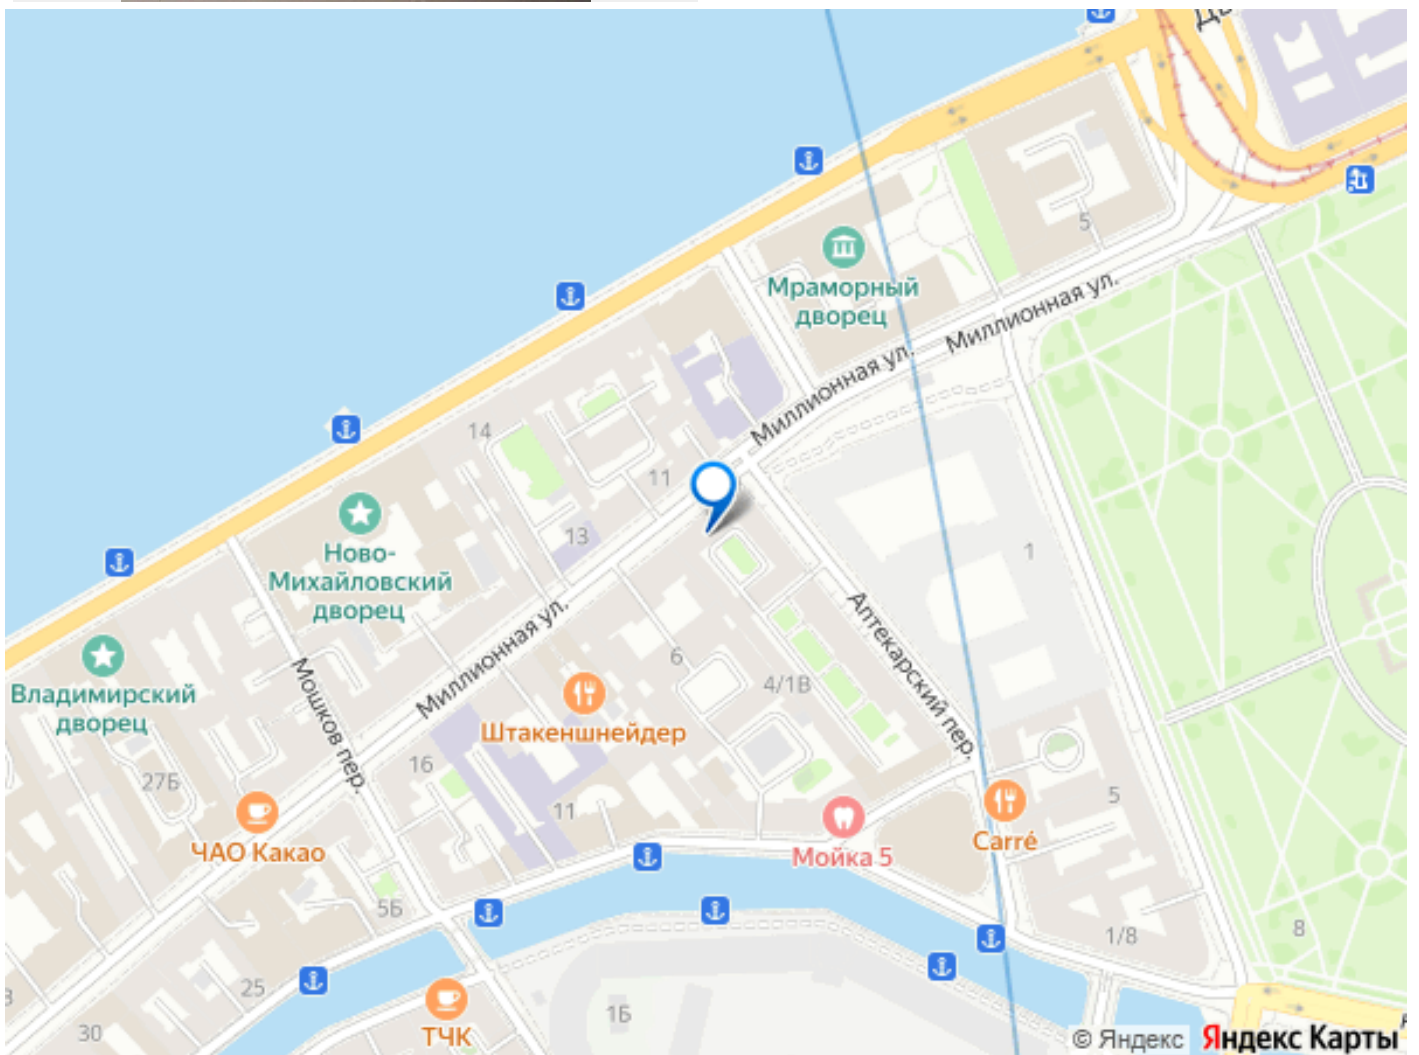 5
Мраморный
дворец
Миллионная ул.
Миллионная ул.
14
11
13
1
Ново-
Михайловский
дворец
Миллионная ул.
Аптекарский пер.
Владимирский
дворец
Мошков пер.
6
4/1В
Штакеншнейдер
16
27Б
11
5
ЧАО Какао
Мойка 5
Carré
5Б
1/8
8
25
30
ТЧК
1Б
© Яндекс Яндекс Карты